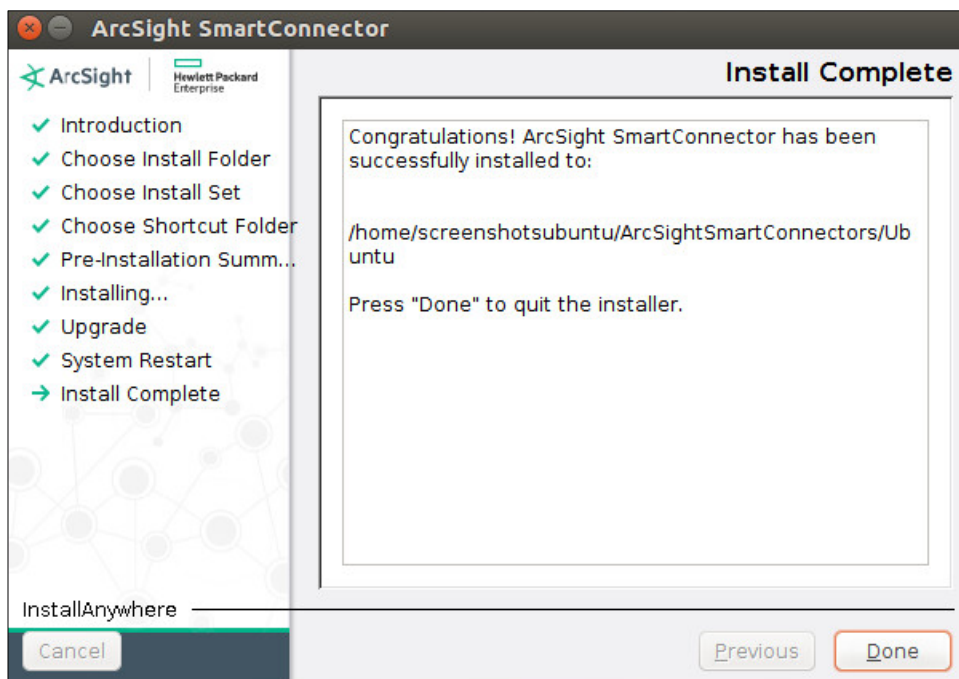 ArcSight SmartConnector
ArcSight
Hewlett Packard
Enterprise
Install Complete
Introduction
Choose Install Folder
Choose Install Set
Choose Shortcut Folder
Pre-Installation Summ...
Installing...
Upgrade
System Restart
Install Complete
Congratulations! ArcSight SmartConnector has been
successfully installed to:
/home/screenshotsubuntu/ArcSightSmartConnectors/Ub
untu
Press "Done" to quit the installer.
InstallAnywhere
Cancel
Previous
Done